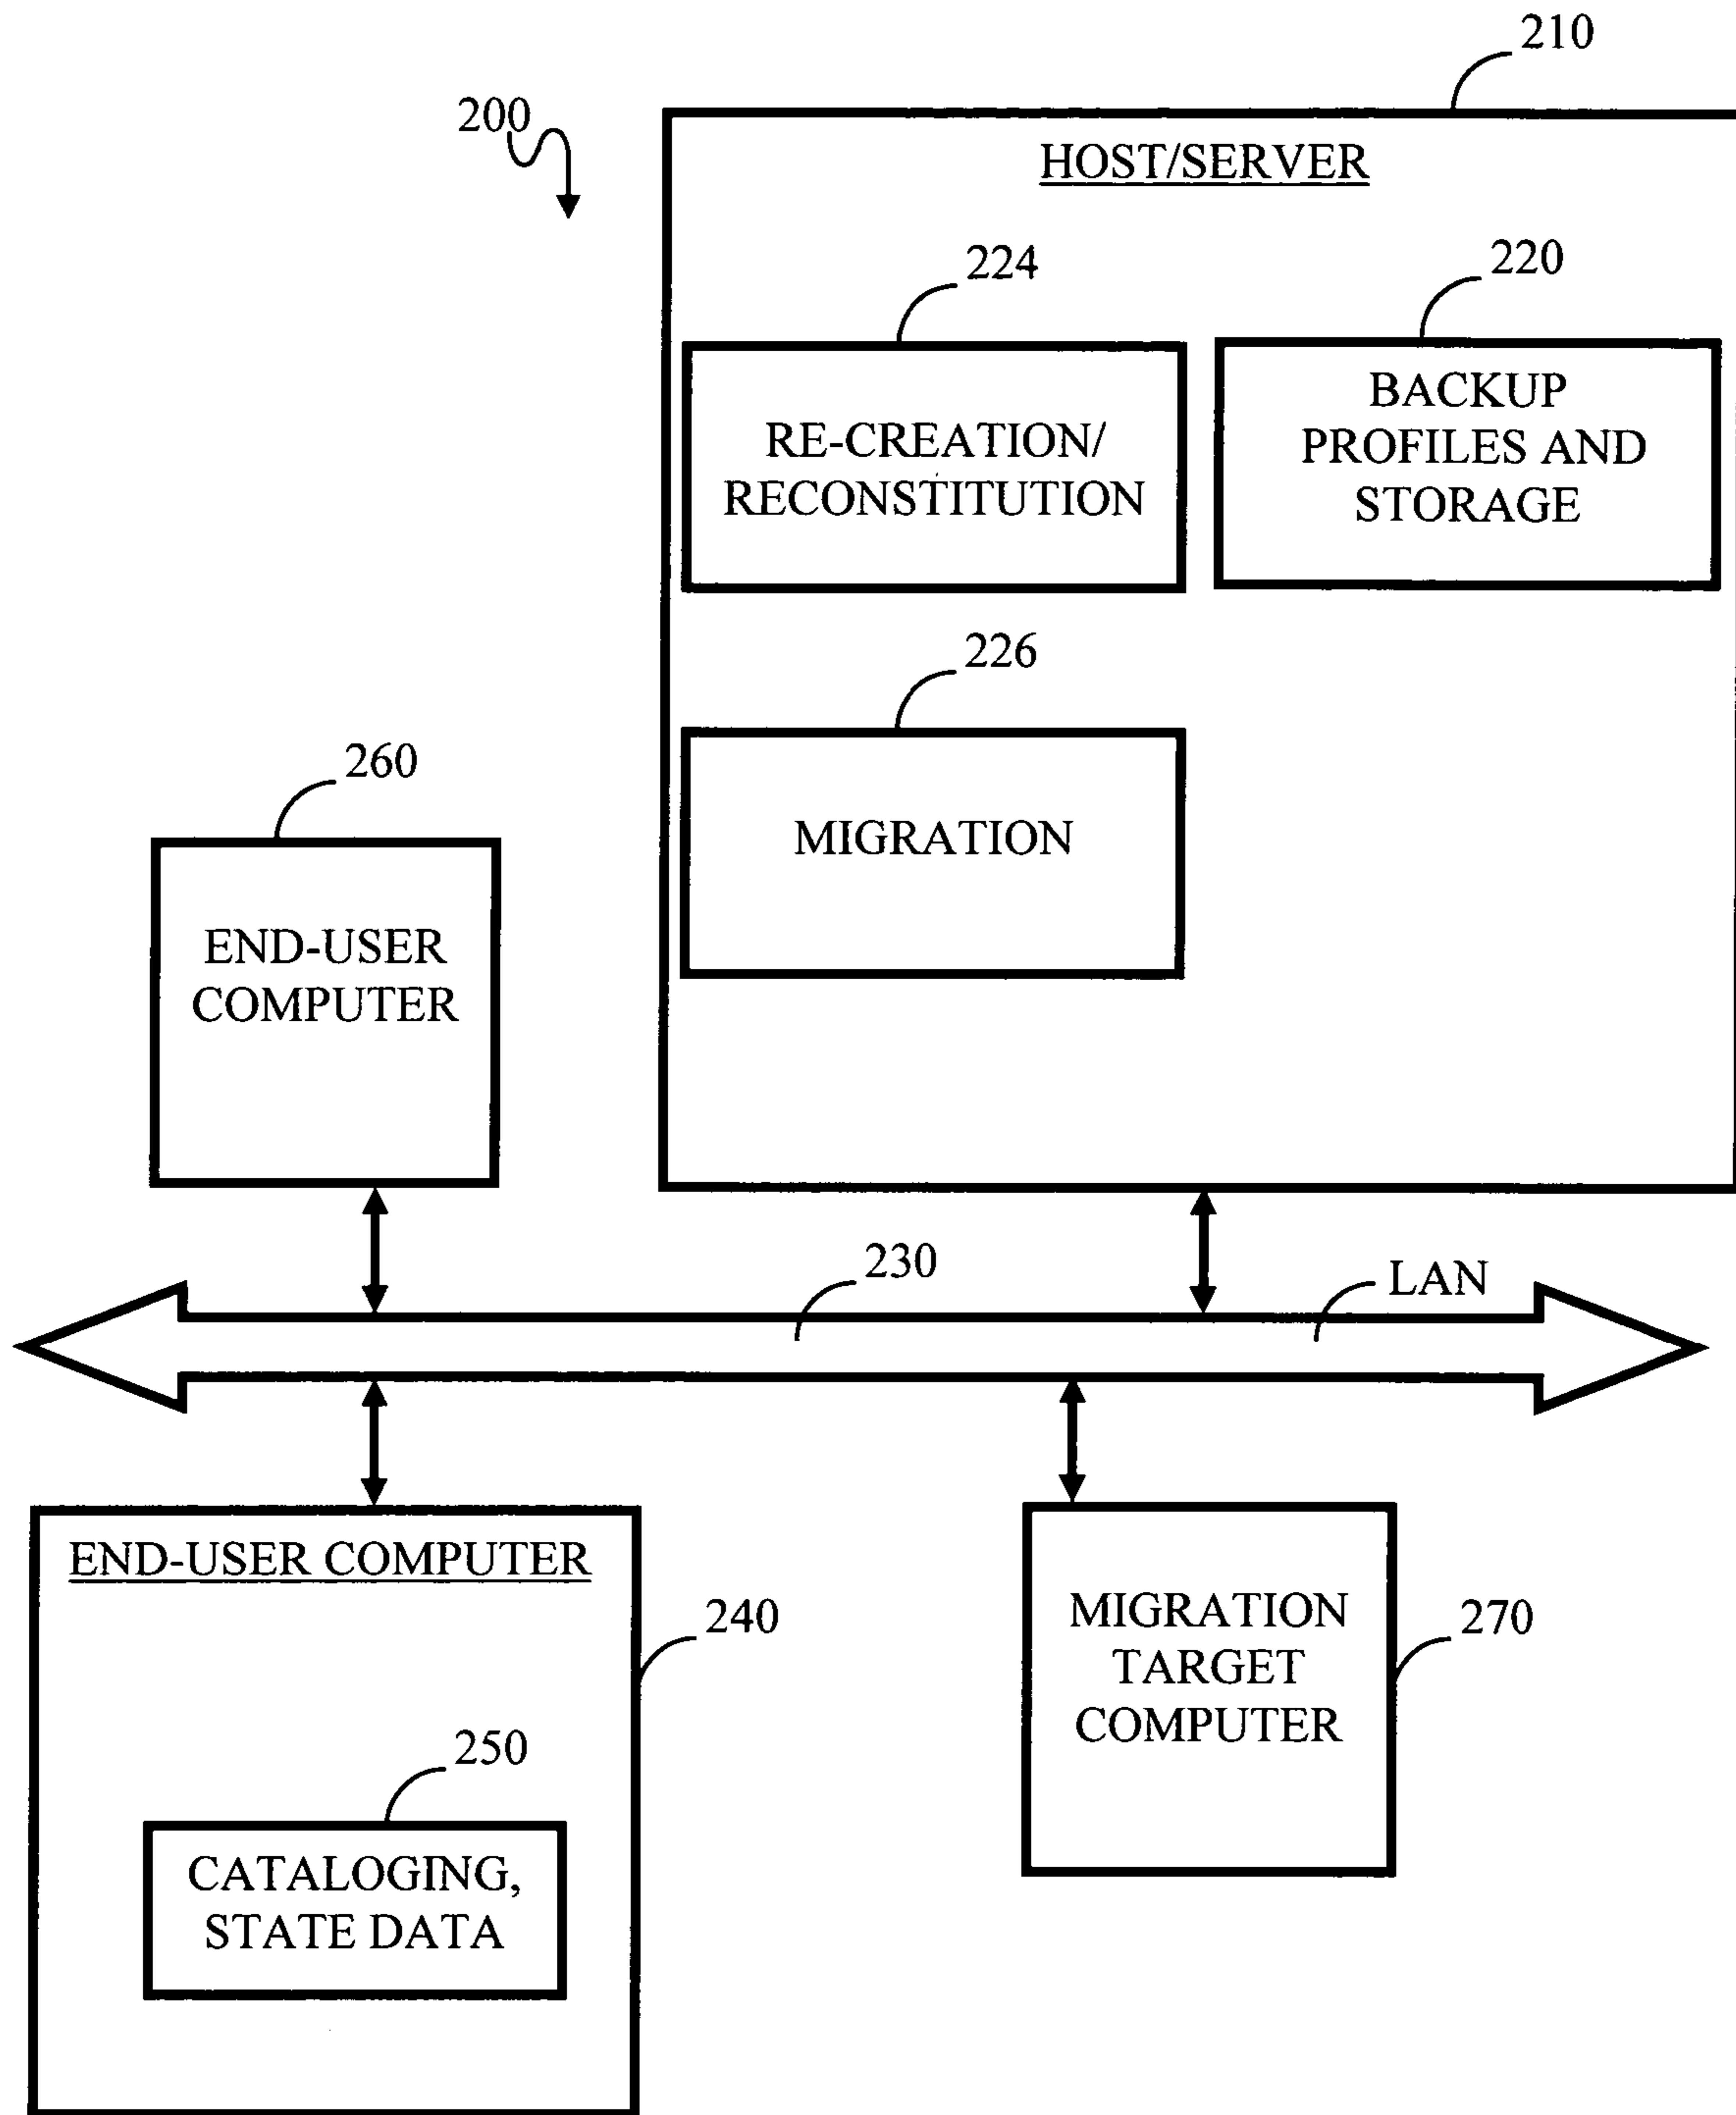 210
200
HOST/SERVER
224
220
RE-CREATION/
RECONSTITUTION
BACKUP
PROFILES AND
STORAGE
226
MIGRATION
260
END-USER
COMPUTER
230
LAN
END-USER COMPUTER
240
250
CATALOGING,
STATE DATA
MIGRATION
TARGET
COMPUTER
270